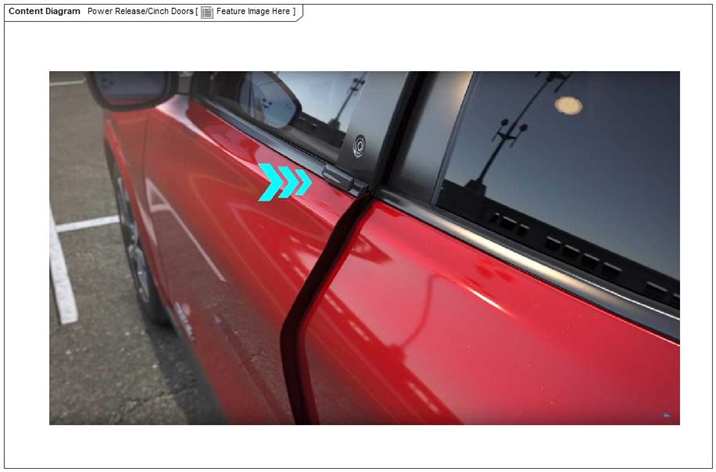 Content Diagram Power Release/Cinch Doors [ Feature Image Here ]